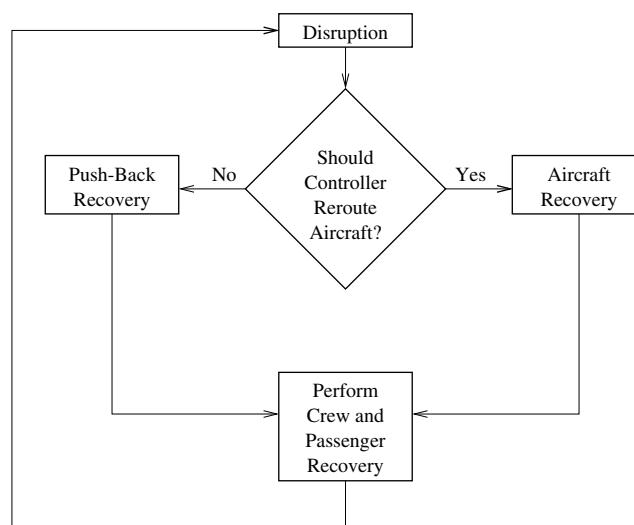 Disruption
Should
Controller
Reroute
Aircraft?
No
Yes
Push-Back
Recovery
Aircraft
Recovery
Perform
Crew and
Passenger
Recovery